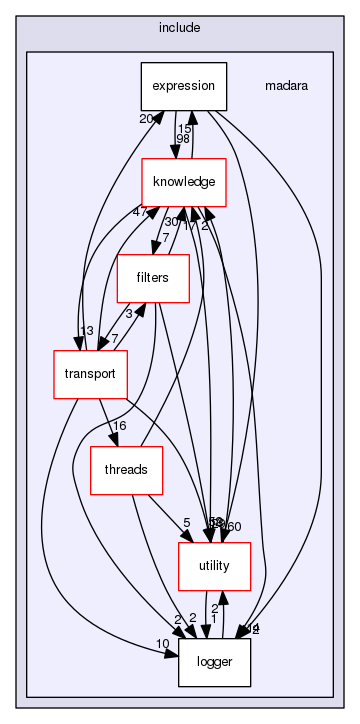 include
expression
madara
20
15
98
knowledge
47
30
2
17
7
filters
3
13
7
transport
16
threads
5
60
utility
2
2
2
1
10
logger